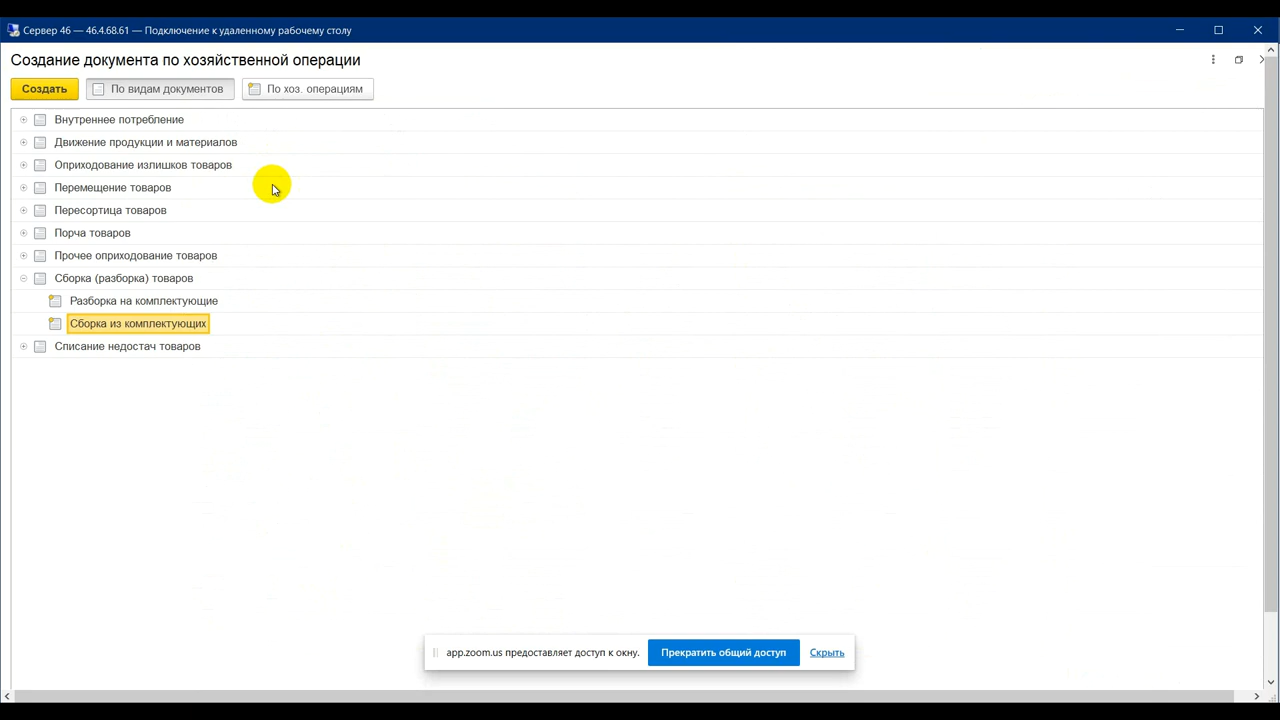 Сервер 46 — 46.4.68.61 — Подключение к удаленному рабочему столу
Создание документа по хозяйственной операции
Создать
По видам документов
По хоз. операциям
Внутреннее потребление
Движение продукции и материалов
Оприходование излишков товаров
Перемещение товаров
Пересортица товаров
Порча товаров
Прочее оприходование товаров
Сборка (разборка) товаров
Разборка на комплектующие
Сборка из комплектующих
Списание недостач товаров
app.zoom.us предоставляет доступ к окну.
Прекратить общий доступ
Скрыть